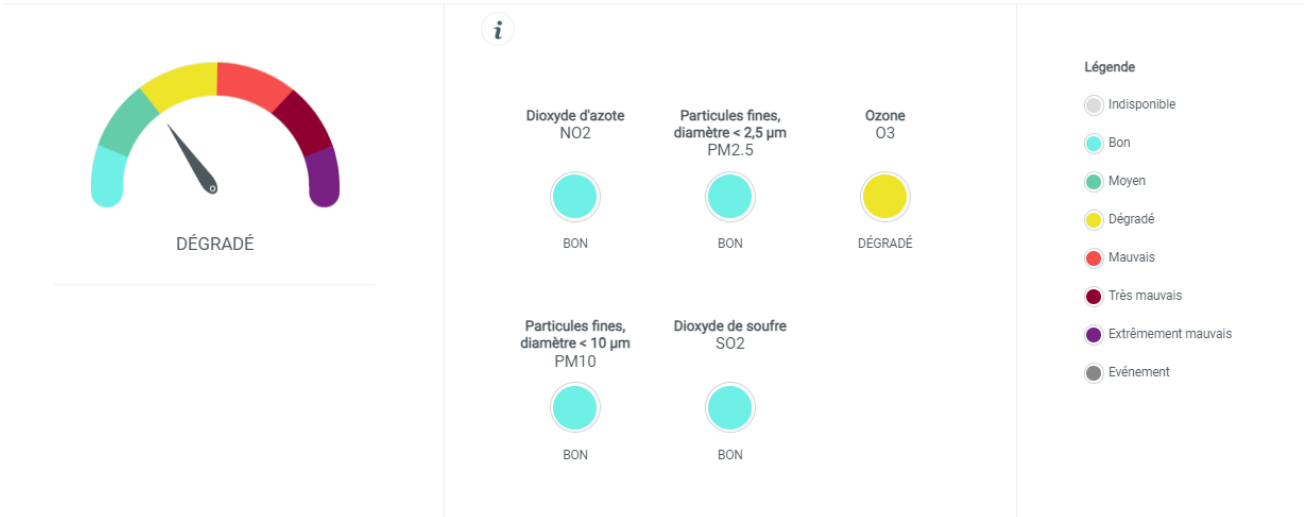 i
Dioxyde d'azote
NO2
BON
Particules fines,
diamètre < 2,5 µm
PM2.5
BON
Ozone
O3
DÉGRADÉ
Particules fines,
diamètre < 10 µm
PM10
BON
Dioxyde de soufre
SO2
BON
DÉGRADÉ
Légende
Indisponible
Bon
Moyen
Dégradé
Mauvais
Très mauvais
Extrêmement mauvais
Evénement